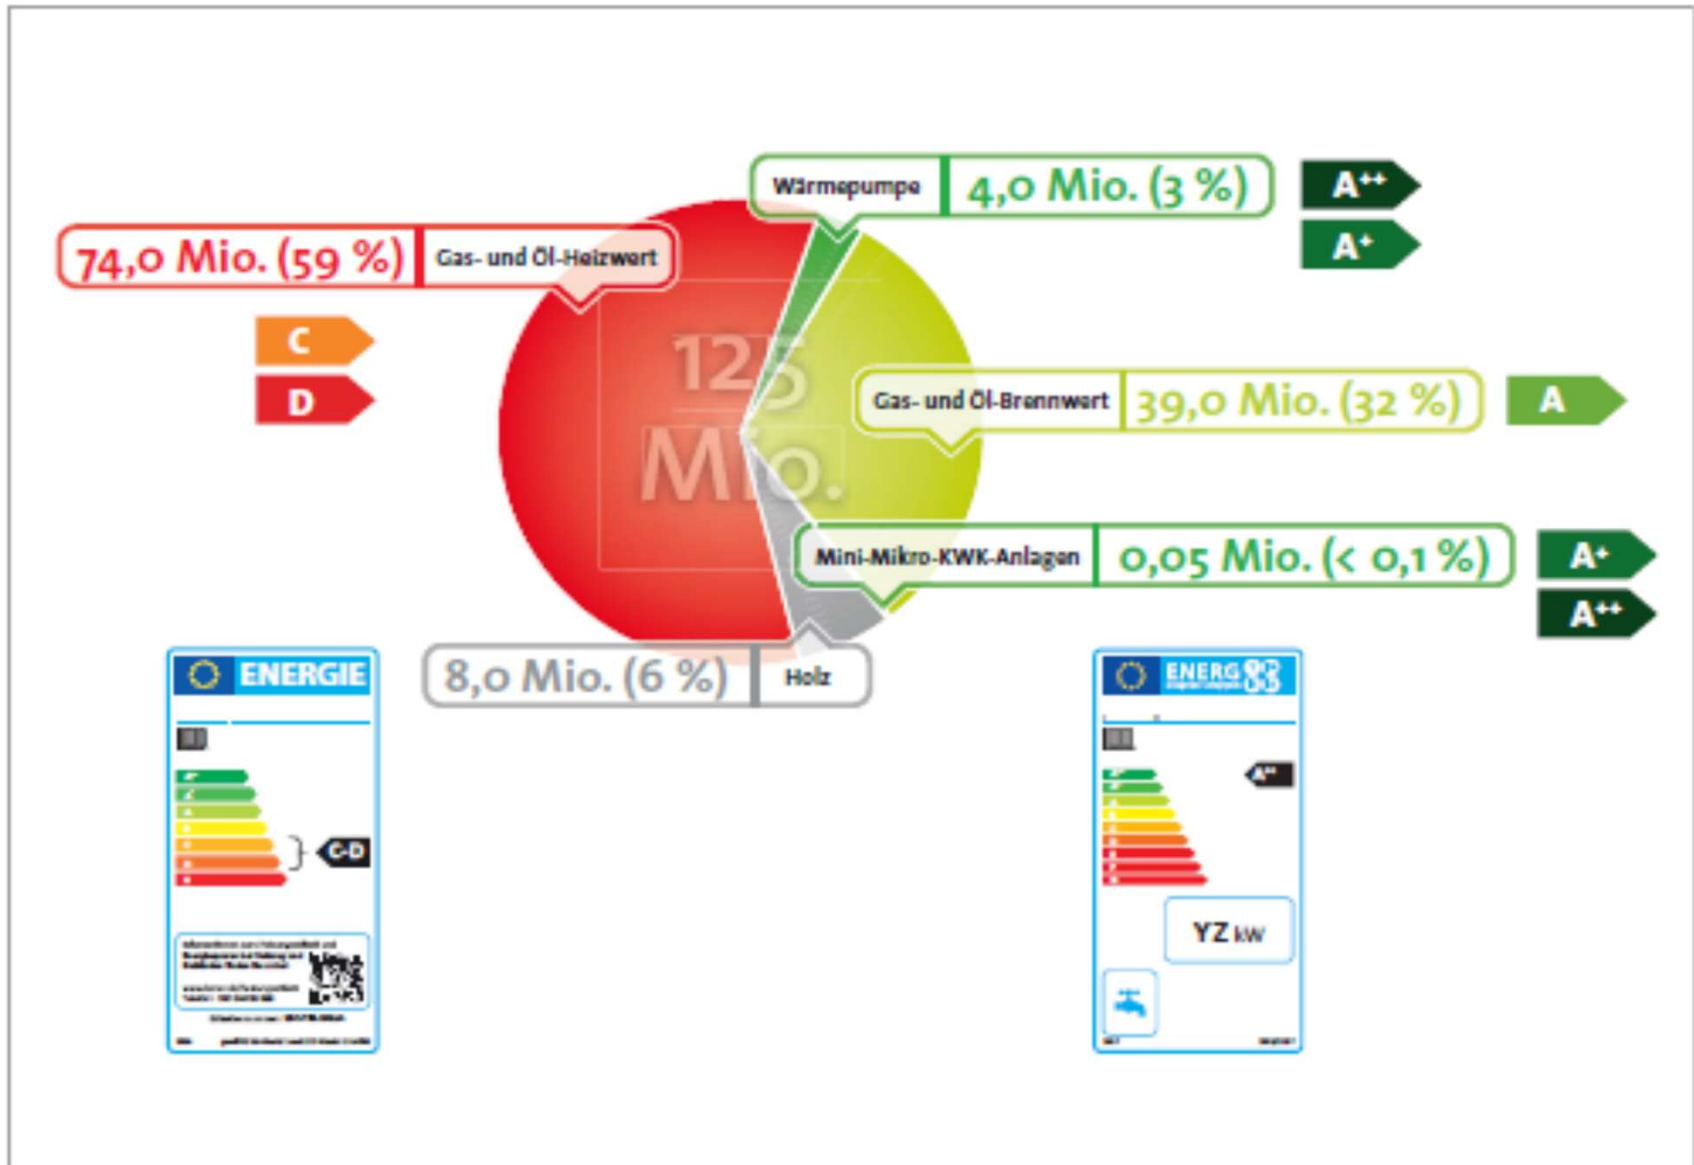 Wärmepumpe 4,0 Mio. (3 %) A++
A+
74,0 Mio. (59 %) Gas- und Öl-Heizwert
C
D
125
Mio.
Gas- und Öl-Brennwert 39,0 Mio. (32 %) A
Mini-Mikro-KWK-Anlagen 0,05 Mio. (< 0,1 %) A+
A++
8,0 Mio. (6 %) Holz
ENERGIE
C-D
ENERG
A++
YZ kW